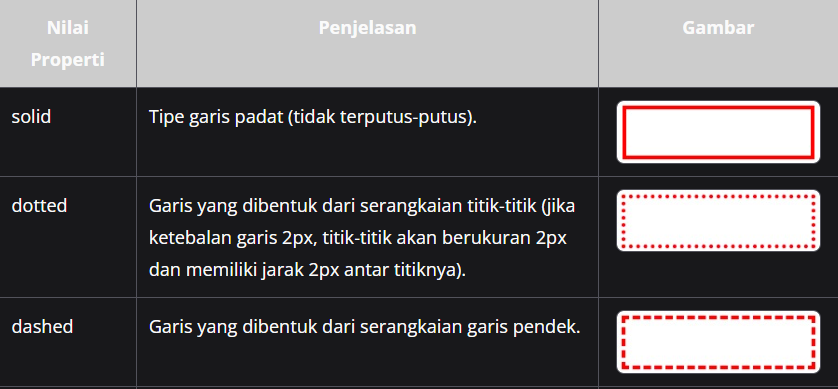 Nilai
Properti
Penjelasan
Gambar
solid
Tipe garis padat (tidak terputus-putus).
dotted
Garis yang dibentuk dari serangkaian titik-titik (jika
ketebalan garis 2px, titik-titik akan berukuran 2px
dan memiliki jarak 2px antar titiknya).
dashed
Garis yang dibentuk dari serangkaian garis pendek.